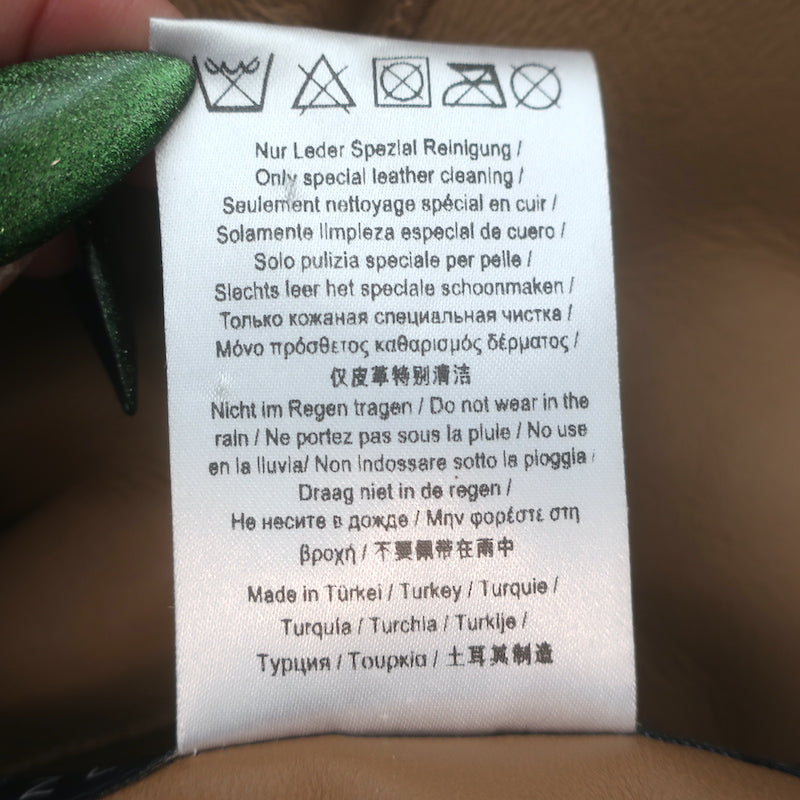 Nur Leder Spezial Reinigung /
Only special leather cleaning /
Seulement nettoyage spécial en cuir /
Solamente limpieza especial de cuero /
Solo pulizia speciale per pelle /
Slechts leer het speciale schoonmaken /
Только кожаная специальная чистка /
Μόνο πρόσθετος καθαρισμός δέρματος /
仅皮革特别清洁
Nicht im Regen tragen / Do not wear in the
rain / Ne portez pas sous la pluie / No use
en la lluvia/ Non indossare sotto la pioggia /
Draag niet in de regen /
Не несите в дожде / Μην φορέστε στη
βροχή / 不要佩带在雨中
Made in Türkei / Turkey / Turquie /
Turquía / Turchia / Turkije /
Турция / Τουρκία / 土耳其制造